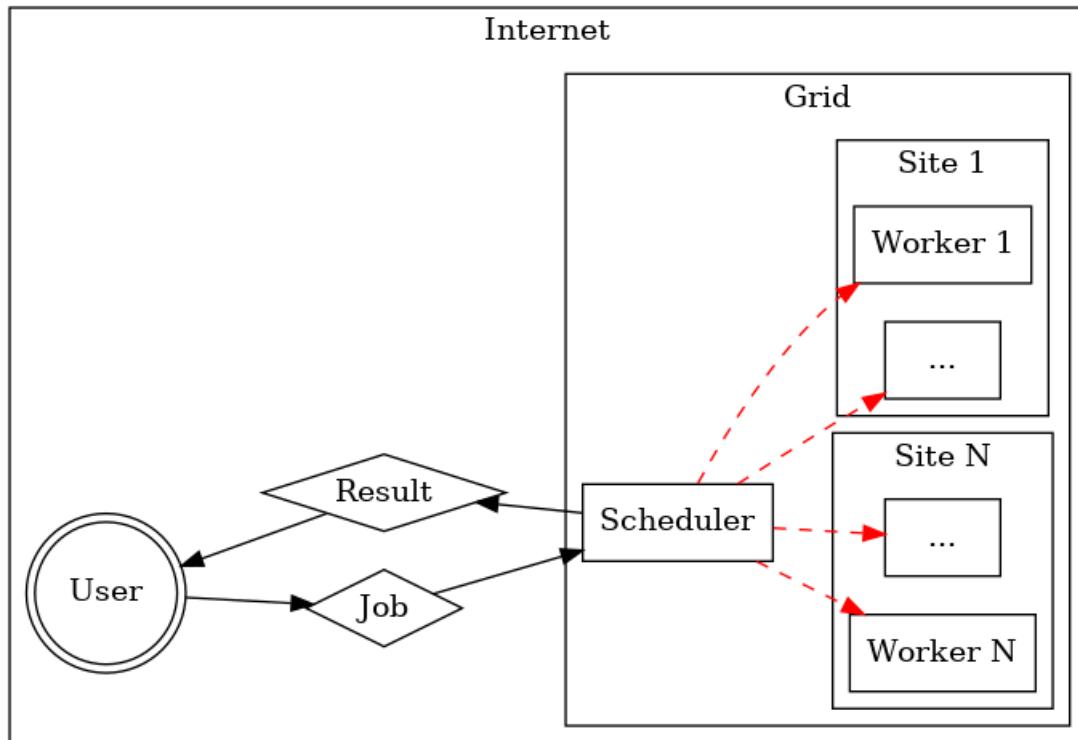 Internet
Grid
Site 1
Worker 1
...
Site N
Result
Scheduler
...
User
Job
Worker N